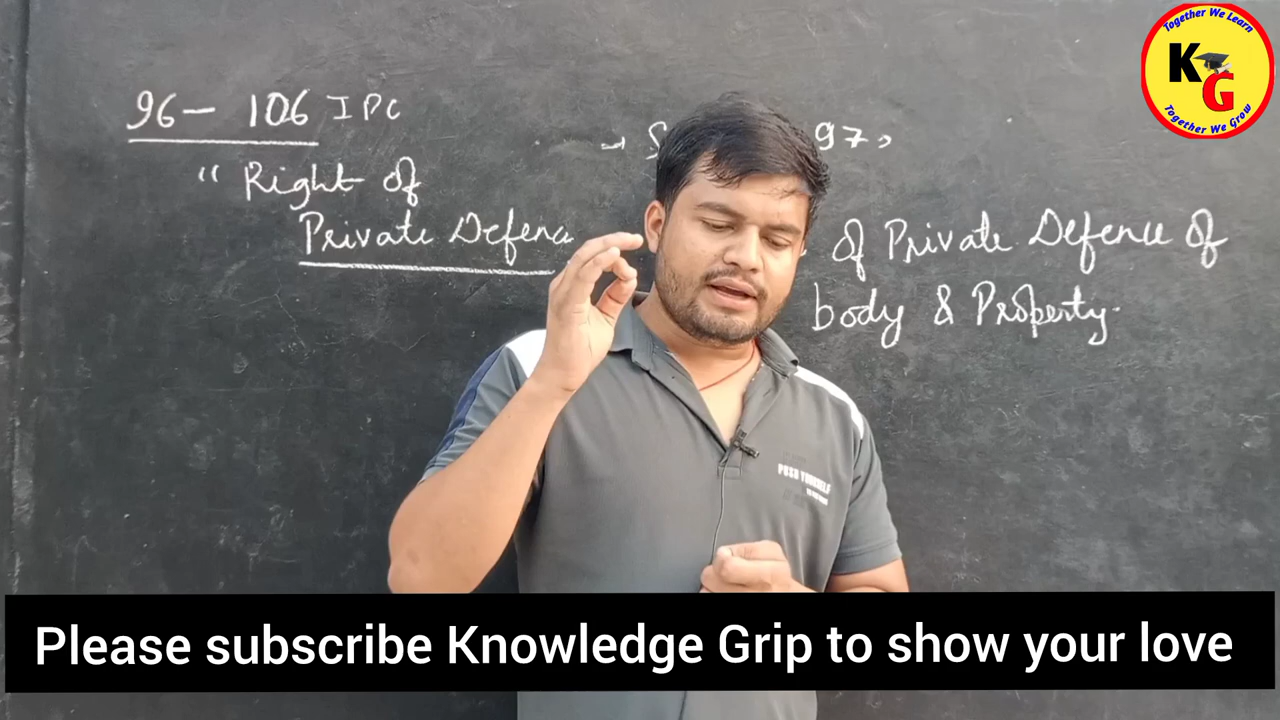 96 — 106 IPC
" Right of
Private Defenc
→ S 97,
of Private Defence of
body & Property.
Together We Learn
KG
Together We Grow
PUSH YOURSELF
Please subscribe Knowledge Grip to show your love